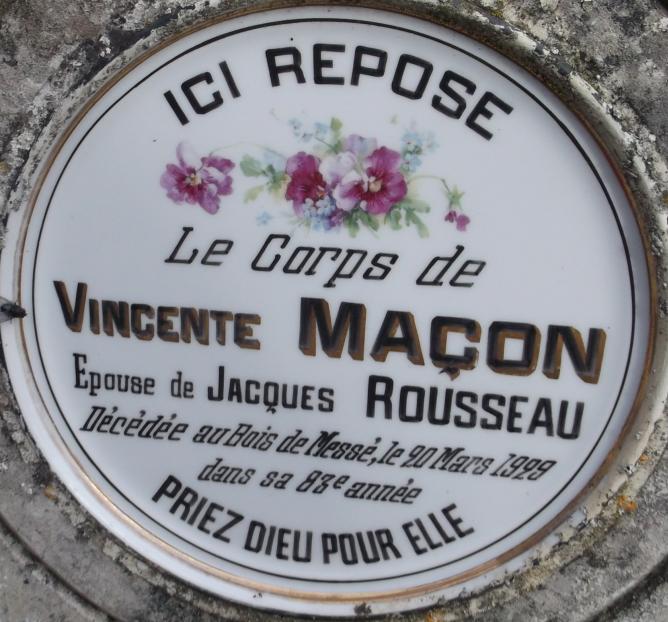 ICI REPOSE
Le Corps de
VINCENTE MAÇON
Epouse de JACQUES ROUSSEAU
Décédée au Bois de Messé, le 20 Mars 1929
dans sa 83e année
PRIEZ DIEU POUR ELLE